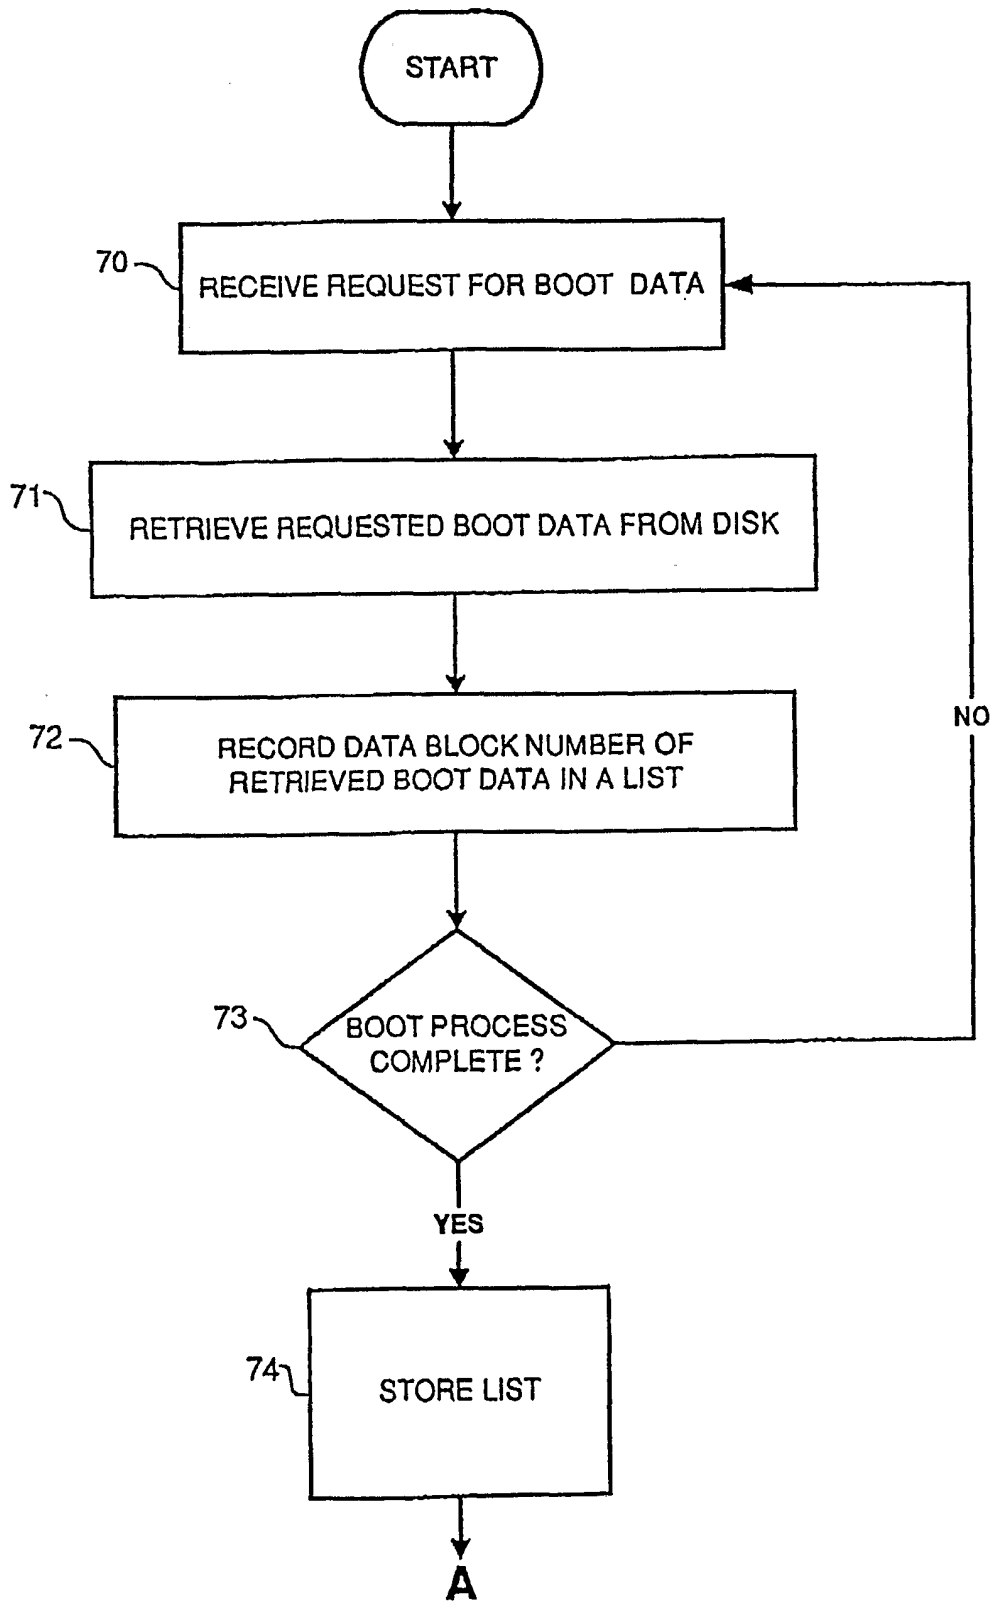 START
70
RECEIVE REQUEST FOR BOOT DATA
71
RETRIEVE REQUESTED BOOT DATA FROM DISK
72
RECORD DATA BLOCK NUMBER OF
RETRIEVED BOOT DATA IN A LIST
NO
73
BOOT PROCESS
COMPLETE ?
YES
74
STORE LIST
A